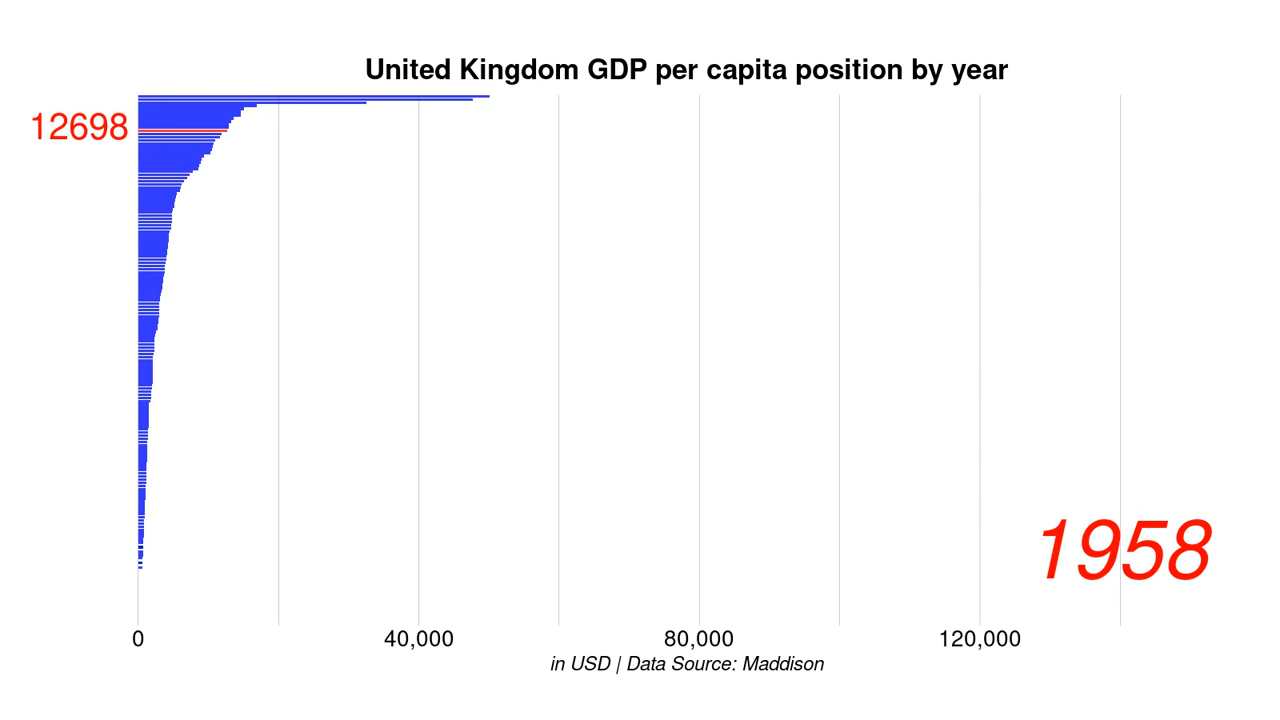 United Kingdom GDP per capita position by year
12698
1958
0 40,000 80,000 120,000
in USD | Data Source: Maddison